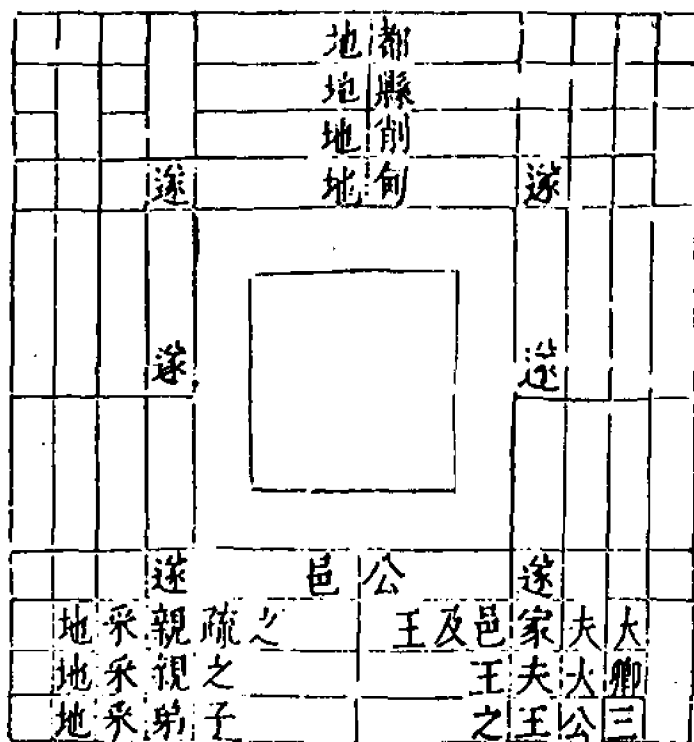 都地
縣地
削地
遂 甸地 遂
遂 遂
遂 公邑 遂
大夫家邑及王之疏親采地
卿大夫王之親采地
三公王之子弟采地